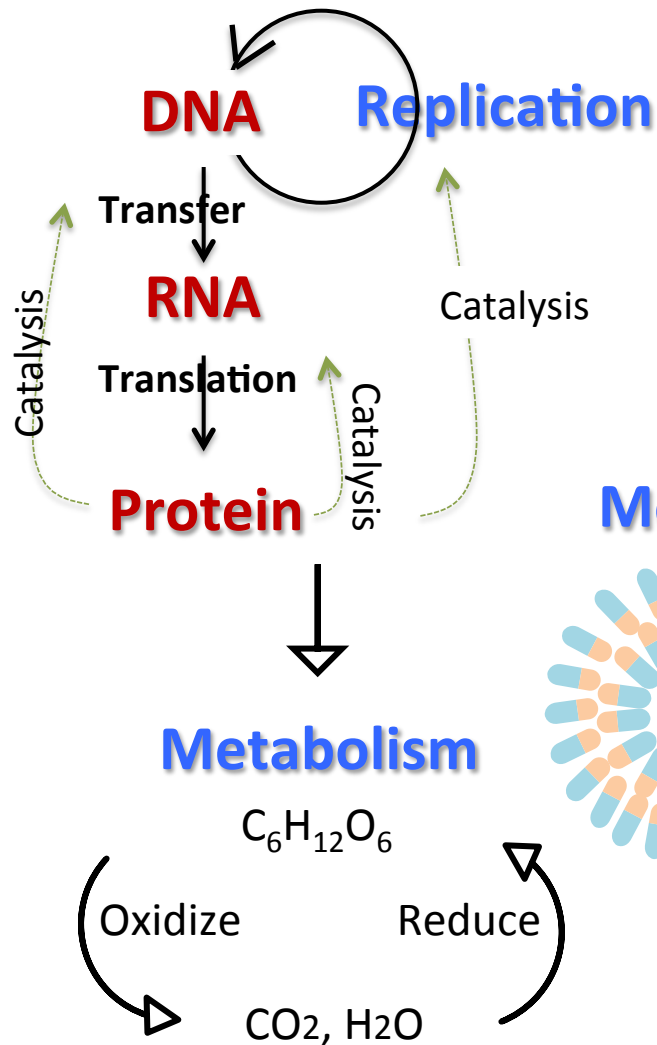 DNA
Replication
Transfer
RNA
Catalysis
Catalysis
Translation
Catalysis
Protein
Metabolism
C₆H₁₂O₆
Oxidize
Reduce
CO2, H2O